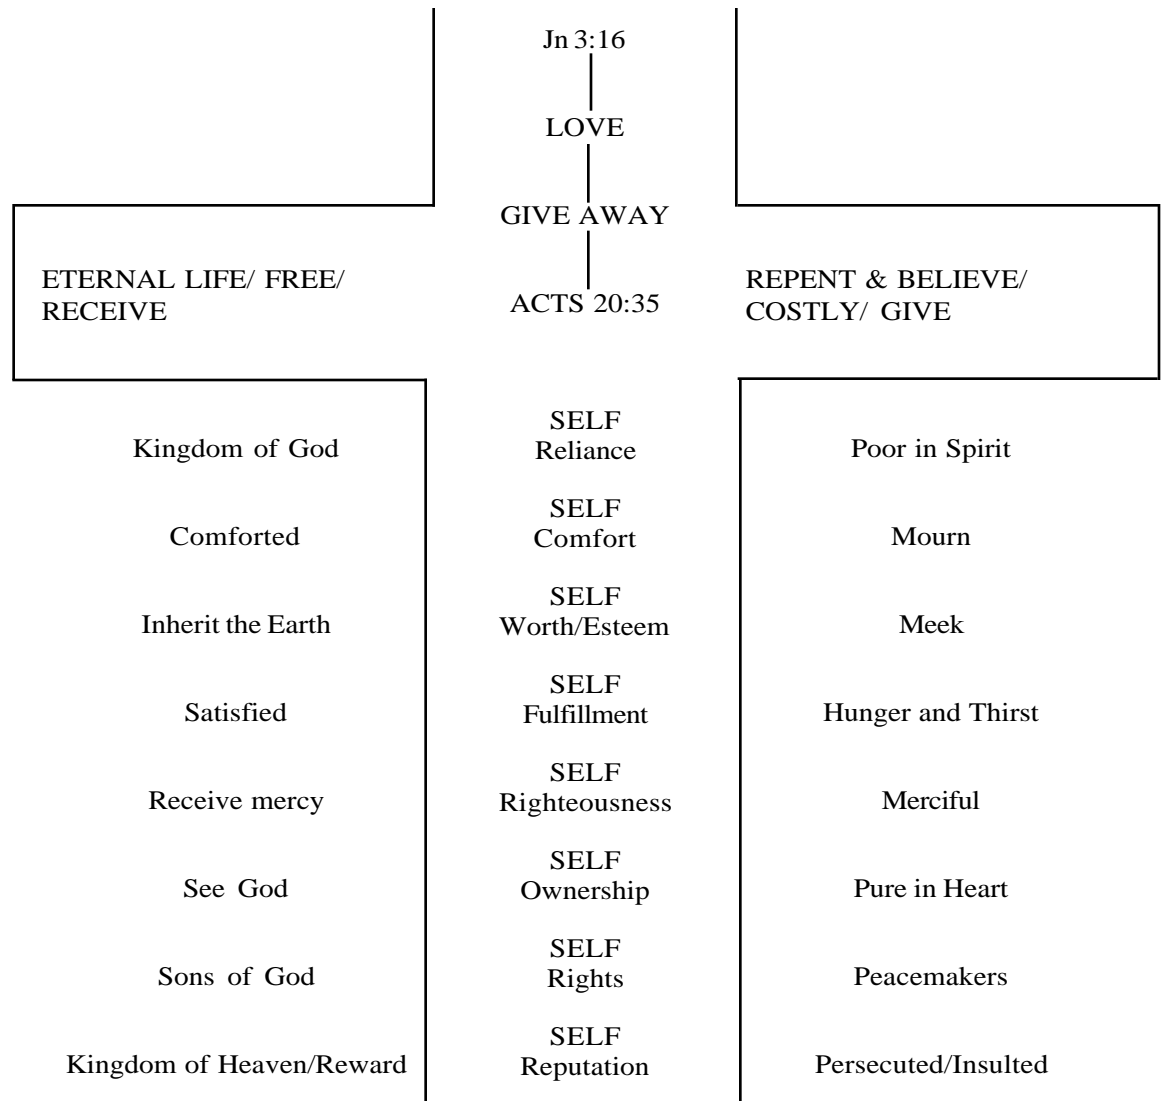 Jn 3:16
LOVE
GIVE AWAY
ETERNAL LIFE/ FREE/
RECEIVE
ACTS 20:35
REPENT & BELIEVE/
COSTLY/ GIVE
Kingdom of God
SELF
Reliance
Poor in Spirit
Comforted
SELF
Comfort
Mourn
Inherit the Earth
SELF
Worth/Esteem
Meek
Satisfied
SELF
Fulfillment
Hunger and Thirst
Receive mercy
SELF
Righteousness
Merciful
See God
SELF
Ownership
Pure in Heart
Sons of God
SELF
Rights
Peacemakers
Kingdom of Heaven/Reward
SELF
Reputation
Persecuted/Insulted